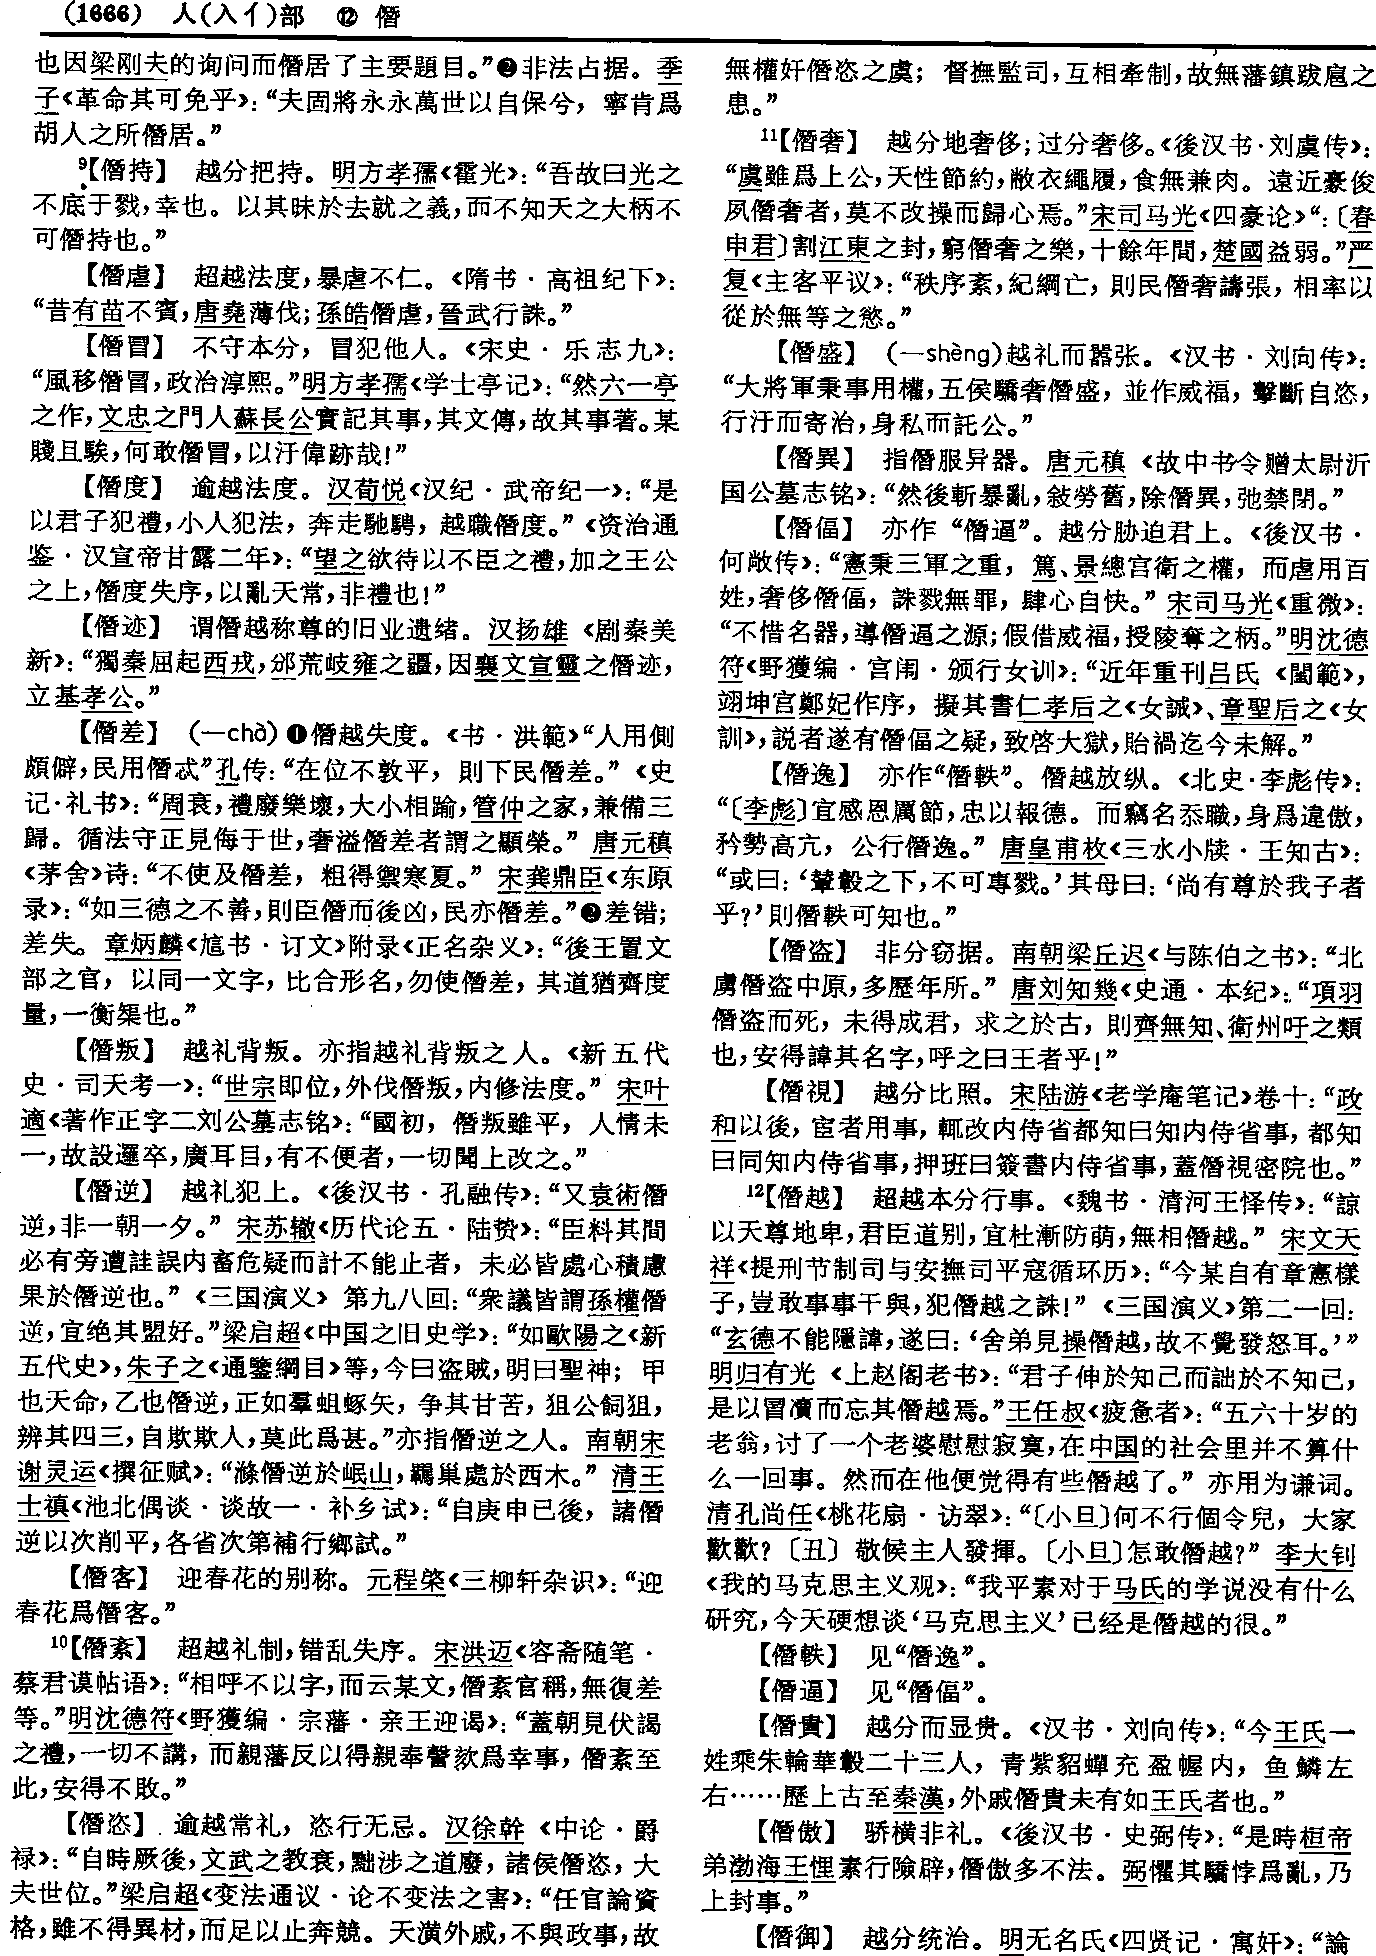 (1666) 人(入亻)部 ⑫ 僭
也因梁刚夫的询问而僭居了主要題目。”❷非法占据。季
子《革命其可免乎》：“夫固將永永萬世以自保兮，寧肯爲
胡人之所僭居。”
⁹【僭持】 越分把持。明方孝孺《霍光》：“吾故曰光之
不底于戮，幸也。以其昧於去就之義，而不知天之大柄不
可僭持也。”
【僭虐】 超越法度，暴虐不仁。《隋书·高祖纪下》：
“昔有苗不賓，唐堯薄伐；孫皓僭虐，晉武行誅。”
【僭冒】 不守本分，冒犯他人。《宋史·乐志九》：
“風移僭冒，政治淳熙。”明方孝孺《学士亭记》：“然六一亭
之作，文忠之門人蘇長公實記其事，其文傳，故其事著。某
賤且騃，何敢僭冒，以汙偉跡哉！”
【僭度】 逾越法度。汉荀悦《汉纪·武帝纪一》：“是
以君子犯禮，小人犯法，奔走馳騁，越職僭度。”《资治通
鉴·汉宣帝甘露二年》：“望之欲待以不臣之禮，加之王公
之上，僭度失序，以亂天常，非禮也！”
【僭迹】 谓僭越称尊的旧业遗绪。汉扬雄《剧秦美
新》：“獨秦屈起西戎，邠荒岐雍之疆，因襄文宣靈之僭迹，
立基孝公。”
【僭差】 (—chā)❶僭越失度。《书·洪範》“人用側
頗僻，民用僭忒”孔传：“在位不敦平，則下民僭差。”《史
记·礼书》：“周衰，禮廢樂壞，大小相踰，管仲之家，兼備三
歸。循法守正見侮于世，奢溢僭差者謂之顯榮。”唐元稹
《茅舍》诗：“不使及僭差，粗得禦寒夏。”宋龚鼎臣《东原
录》：“如三德之不善，則臣僭而後凶，民亦僭差。”❷差错；
差失。章炳麟《訄书·订文》附录《正名杂义》：“後王置文
部之官，以同一文字，比合形名，勿使僭差，其道猶齊度
量，一衡榘也。”
【僭叛】 越礼背叛。亦指越礼背叛之人。《新五代
史·司天考一》：“世宗即位，外伐僭叛，内修法度。”宋叶
適《著作正字二刘公墓志铭》：“國初，僭叛雖平，人情未
一，故設邏卒，廣耳目，有不便者，一切聞上改之。”
【僭逆】 越礼犯上。《後汉书·孔融传》：“又袁術僭
逆，非一朝一夕。”宋苏辙《历代论五·陆贽》：“臣料其間
必有旁遭詿誤内畜危疑而計不能止者，未必皆處心積慮
果於僭逆也。”《三国演义》第九八回：“衆議皆謂孫權僭
逆，宜绝其盟好。”梁启超《中国之旧史学》：“如歐陽之《新
五代史》，朱子之《通鑒綱目》等，今曰盗賊，明曰聖神；甲
也天命，乙也僭逆，正如羣蛆啄矢，争其甘苦，狙公飼狙，
辨其四三，自欺欺人，莫此爲甚。”亦指僭逆之人。南朝宋
谢灵运《撰征赋》：“滌僭逆於岷山，羈巢處於西木。”清王
士禛《池北偶谈·谈故一·补乡试》：“自庚申已後，諸僭
逆以次削平，各省次第補行鄉試。”
【僭客】 迎春花的别称。元程棨《三柳轩杂识》：“迎
春花爲僭客。”
¹⁰【僭紊】 超越礼制，错乱失序。宋洪迈《容斋随笔·
蔡君谟帖语》：“相呼不以字，而云某文，僭紊官稱，無復差
等。”明沈德符《野獲编·宗藩·亲王迎谒》：“蓋朝見伏謁
之禮，一切不講，而親藩反以得親奉謦欬爲幸事，僭紊至
此，安得不敗。”
【僭恣】 逾越常礼，恣行无忌。汉徐幹《中论·爵
禄》：“自時厥後，文武之教衰，黜涉之道廢，諸侯僭恣，大
夫世位。”梁启超《变法通议·论不变法之害》：“任官論資
格，雖不得異材，而足以止奔競。天潢外戚，不與政事，故
無權奸僭恣之虞；督撫監司，互相牽制，故無藩鎮跋扈之
患。”
¹¹【僭奢】 越分地奢侈；过分奢侈。《後汉书·刘虞传》：
“虞雖爲上公，天性節約，敝衣繩履，食無兼肉。遠近豪俊
夙僭奢者，莫不改操而歸心焉。”宋司马光《四豪论》“：〔春
申君〕割江東之封，窮僭奢之樂，十餘年間，楚國益弱。”严
复《主客平议》：“秩序紊，紀綱亡，則民僭奢譸張，相率以
從於無等之慾。”
【僭盛】 (—shèng)越礼而嚣张。《汉书·刘向传》：
“大將軍秉事用權，五侯驕奢僭盛，並作威福，擊斷自恣，
行汙而寄治，身私而託公。”
【僭異】 指僭服异器。唐元稹《故中书令赠太尉沂
国公墓志铭》：“然後斬暴亂，敍勞舊，除僭異，弛禁閉。”
【僭偪】 亦作“僭逼”。越分胁迫君上。《後汉书·
何敞传》：“憲秉三軍之重，篤、景總宫衛之權，而虐用百
姓，奢侈僭偪，誅戮無罪，肆心自快。”宋司马光《重微》：
“不惜名器，導僭逼之源；假借威福，授陵奪之柄。”明沈德
符《野獲编·宫闱·颁行女训》：“近年重刊吕氏《閨範》，
翊坤宫鄭妃作序，擬其書仁孝后之《女誡》、章聖后之《女
訓》，説者遂有僭偪之疑，致啓大獄，貽禍迄今未解。”
【僭逸】 亦作“僭軼”。僭越放纵。《北史·李彪传》：
“〔李彪〕宜感恩厲節，忠以報德。而竊名忝職，身爲違傲，
矜勢高亢，公行僭逸。”唐皇甫枚《三水小牍·王知古》：
“或曰：‘輦轂之下，不可專戮。’其母曰：‘尚有尊於我子者
乎？’則僭軼可知也。”
【僭盗】 非分窃据。南朝梁丘迟《与陈伯之书》：“北
虜僭盗中原，多歷年所。”唐刘知幾《史通·本纪》：“項羽
僭盗而死，未得成君，求之於古，則齊無知、衛州吁之類
也，安得諱其名字，呼之曰王者乎！”
【僭視】 越分比照。宋陆游《老学庵笔记》卷十：“政
和以後，宦者用事，輒改内侍省都知曰知内侍省事，都知
曰同知内侍省事，押班曰簽書内侍省事，蓋僭視密院也。”
¹²【僭越】 超越本分行事。《魏书·清河王怿传》：“諒
以天尊地卑，君臣道别，宜杜漸防萌，無相僭越。”宋文天
祥《提刑节制司与安撫司平寇循环历》：“今某自有章憲樣
子，豈敢事事干與，犯僭越之誅！”《三国演义》第二一回：
“玄德不能隱諱，遂曰：‘舍弟見操僭越，故不覺發怒耳。’”
明归有光《上赵阁老书》：“君子伸於知己而詘於不知己，
是以冒瀆而忘其僭越焉。”王任叔《疲惫者》：“五六十岁的
老翁，讨了一个老婆慰慰寂寞，在中国的社会里并不算什
么一回事。然而在他便觉得有些僭越了。”亦用为谦词。
清孔尚任《桃花扇·访翠》：“〔小旦〕何不行個令兒，大家
歡歡？〔丑〕敬候主人發揮。〔小旦〕怎敢僭越？”李大钊
《我的马克思主义观》：“我平素对于马氏的学说没有什么
研究，今天硬想谈‘马克思主义’已经是僭越的很。”
【僭軼】 见“僭逸”。
【僭逼】 见“僭偪”。
【僭貴】 越分而显贵。《汉书·刘向传》：“今王氏一
姓乘朱輪華轂二十三人，青紫貂蟬充盈幄内，鱼鱗左
右……歷上古至秦漢，外戚僭貴未有如王氏者也。”
【僭傲】 骄横非礼。《後汉书·史弼传》：“是時桓帝
弟渤海王悝素行險辟，僭傲多不法。弼懼其驕悖爲亂，乃
上封事。”
【僭御】 越分统治。明无名氏《四贤记·寓奸》：“論